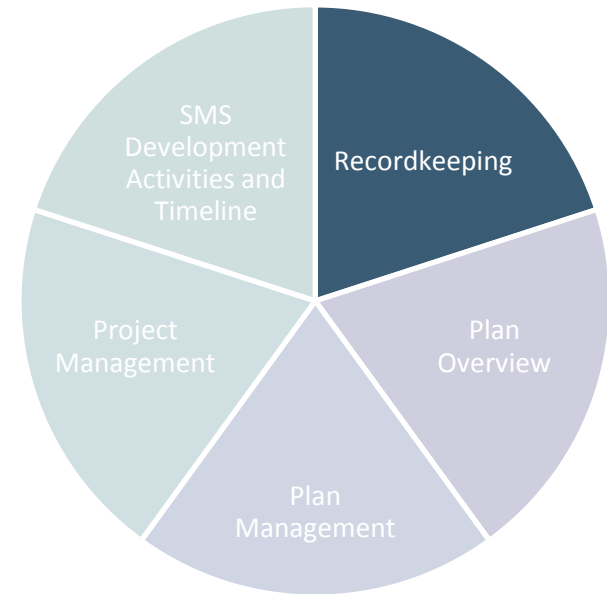 SMS
Development
Activities and
Timeline
Recordkeeping
Project
Management
Plan
Overview
Plan
Management